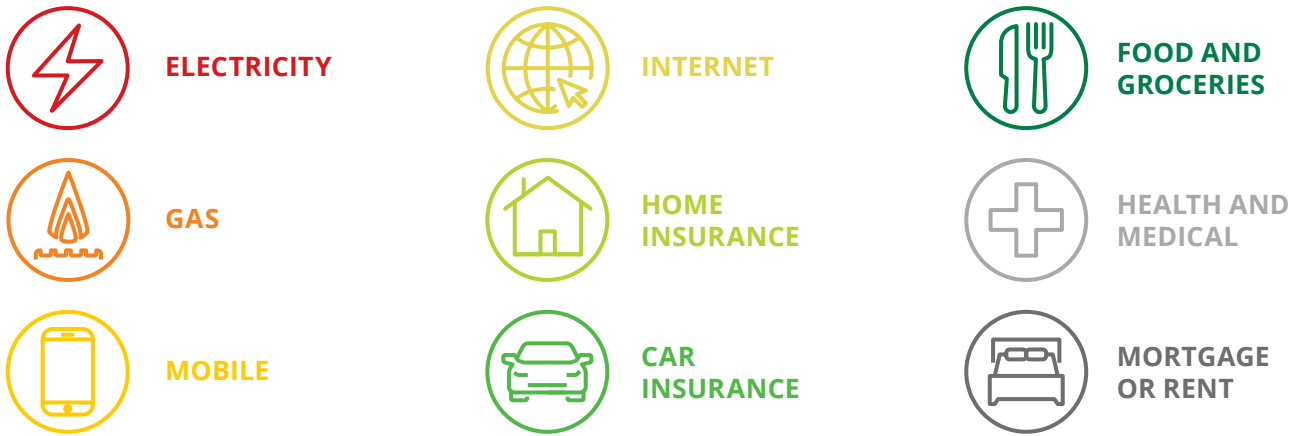 ELECTRICITY
GAS
MOBILE
INTERNET
HOME
INSURANCE
CAR
INSURANCE
FOOD AND
GROCERIES
HEALTH AND
MEDICAL
MORTGAGE
OR RENT